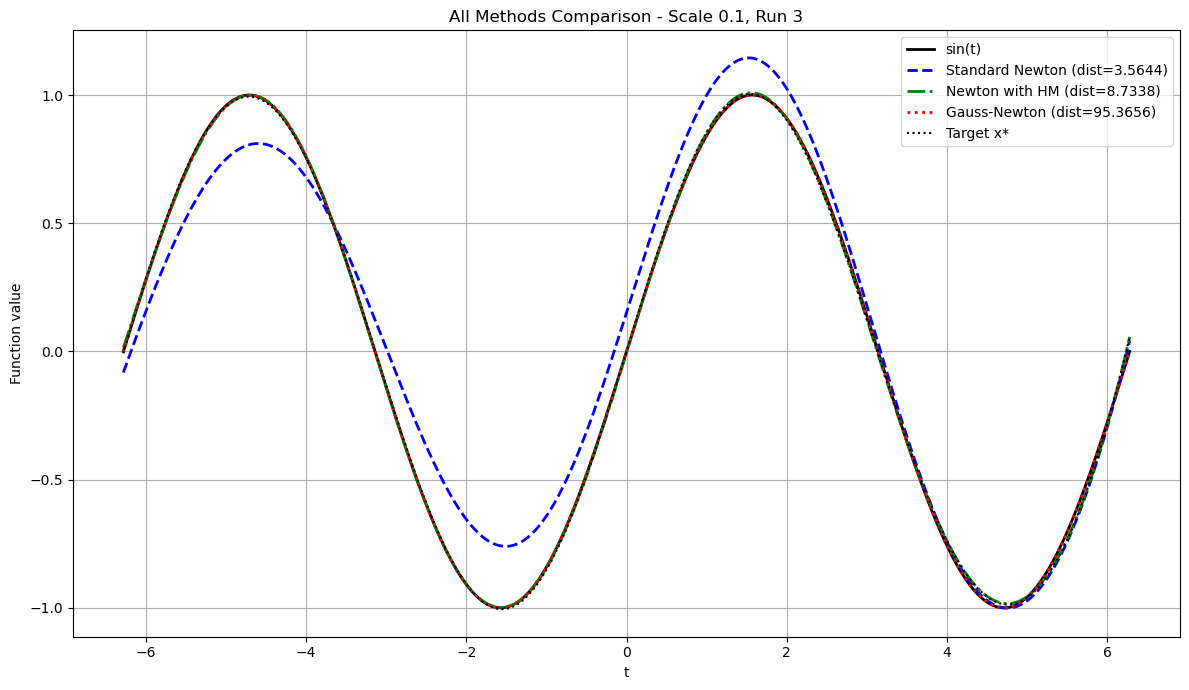 All Methods Comparison - Scale 0.1, Run 3
sin(t)
Standard Newton (dist=3.5644)
Newton with HM (dist=8.7338)
Gauss-Newton (dist=95.3656)
Target x*
Function value
1.0
0.5
0.0
−0.5
−1.0
−6
−4
−2
0
2
4
6
t